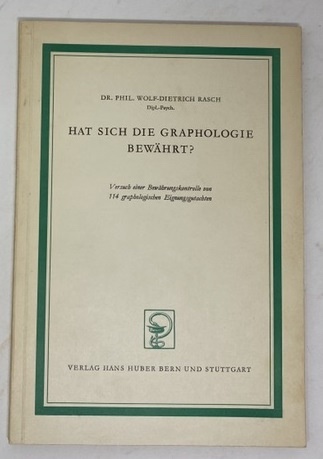 DR. PHIL. WOLF-DIETRICH RASCH
Dipl.-Psych.
HAT SICH DIE GRAPHOLOGIE
BEWÄHRT?
Versuch einer Bewährungskontrolle von
114 graphologischen Eignungsgutachten
VERLAG HANS HUBER BERN UND STUTTGART